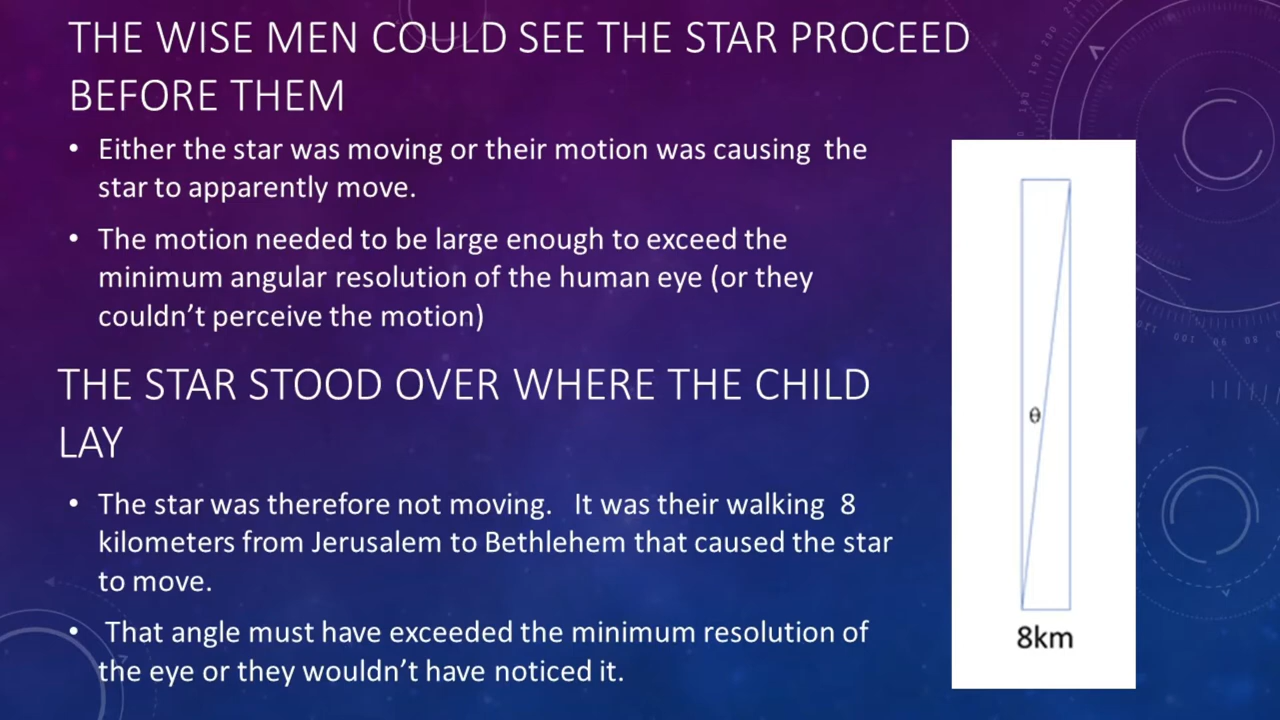 THE WISE MEN COULD SEE THE STAR PROCEED
BEFORE THEM
• Either the star was moving or their motion was causing  the
star to apparently move.
• The motion needed to be large enough to exceed the
minimum angular resolution of the human eye (or they
couldn't perceive the motion)
THE STAR STOOD OVER WHERE THE CHILD
LAY
• The star was therefore not moving.   It was their walking  8
kilometers from Jerusalem to Bethlehem that caused the star
to move.
•  That angle must have exceeded the minimum resolution of
the eye or they wouldn't have noticed it.
θ
8km